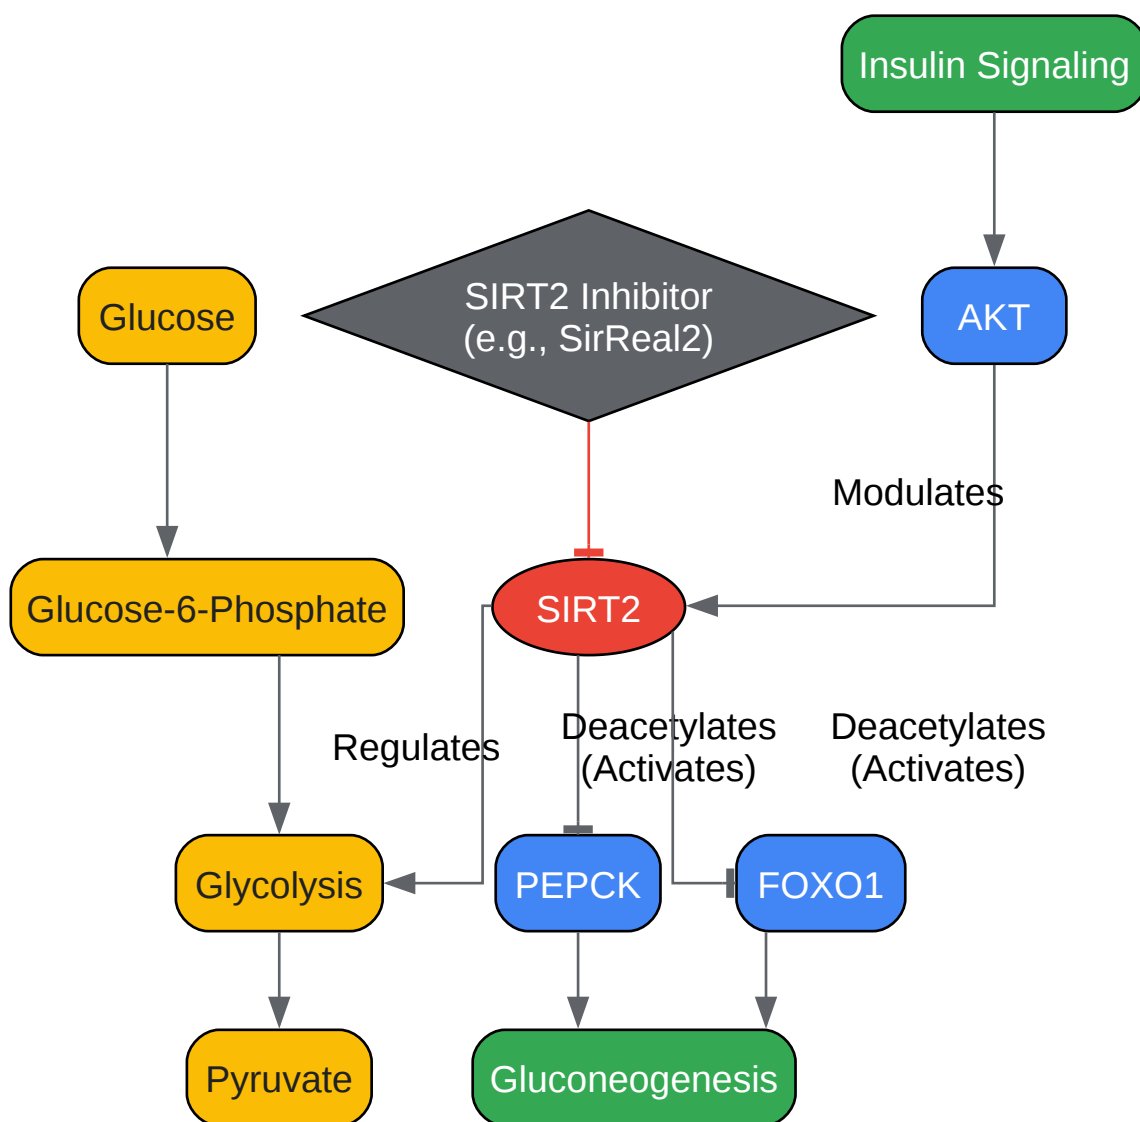 Insulin Signaling
Glucose
SIRT2 Inhibitor
(e.g., SirReal2)
AKT
Modulates
Glucose-6-Phosphate
SIRT2
Regulates
Deacetylates
(Activates)
Deacetylates
(Activates)
Glycolysis
PEPCK
FOXO1
Pyruvate
Gluconeogenesis